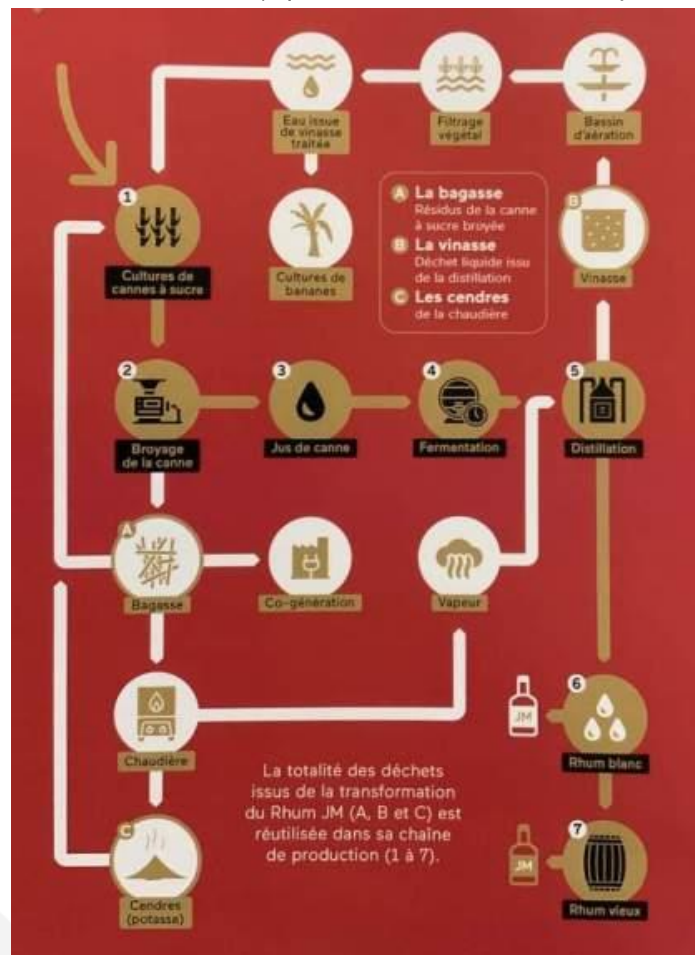 Eau issue
de vinasse
traitée
Filtrage
végétal
Bassin
d'aération
1
Cultures de
cannes à sucre
Cultures de
bananes
A La bagasse
Résidus de la canne
à sucre broyée
B La vinasse
Déchet liquide issu
de la distillation
C Les cendres
de la chaudière
B
Vinasse
2
Broyage
de la canne
3
Jus de canne
4
Fermentation
5
Distillation
A
Bagasse
Co-génération
Vapeur
Chaudière
C
Cendres
(potasse)
La totalité des déchets
issus de la transformation
du Rhum JM (A, B et C) est
réutilisée dans sa chaîne
de production (1 à 7).
JM
6
Rhum blanc
JM
7
Rhum vieux